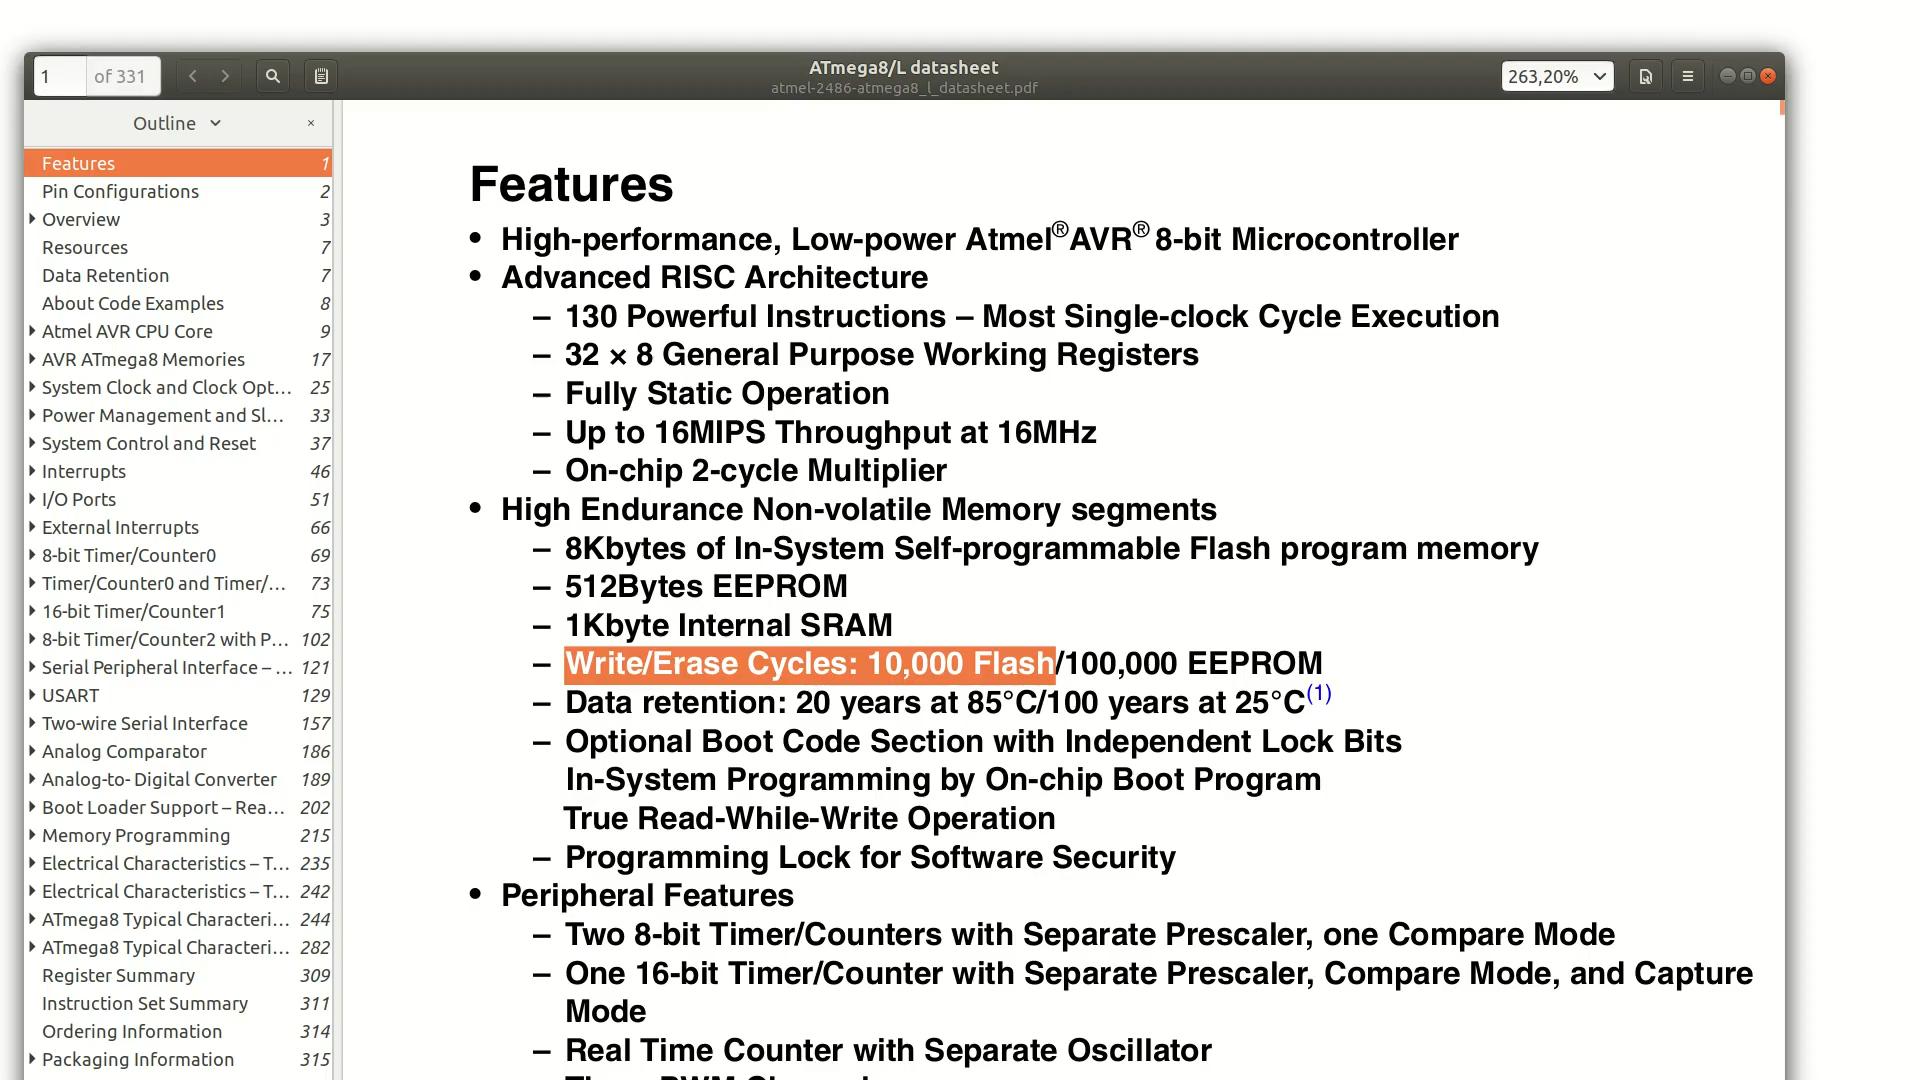 ATmega8/L datasheet
1 of 331
263,20%
atmel-2486-atmega8_l_datasheet.pdf
Outline ×
Features 1
Pin Configurations 2
Overview 3
Resources 7
Data Retention 7
About Code Examples 8
Atmel AVR CPU Core 9
AVR ATmega8 Memories 17
System Clock and Clock Opt… 25
Power Management and Sl… 33
System Control and Reset 37
Interrupts 46
I/O Ports 51
External Interrupts 66
8-bit Timer/Counter0 69
Timer/Counter0 and Timer/… 73
16-bit Timer/Counter1 75
8-bit Timer/Counter2 with P… 102
Serial Peripheral Interface – … 121
USART 129
Two-wire Serial Interface 157
Analog Comparator 186
Analog-to- Digital Converter 189
Boot Loader Support – Rea… 202
Memory Programming 215
Electrical Characteristics – T… 235
Electrical Characteristics – T… 242
ATmega8 Typical Characteri… 244
ATmega8 Typical Characteri… 282
Register Summary 309
Instruction Set Summary 311
Ordering Information 314
Packaging Information 315
Features
• High-performance, Low-power Atmel®AVR® 8-bit Microcontroller
• Advanced RISC Architecture
– 130 Powerful Instructions – Most Single-clock Cycle Execution
– 32 × 8 General Purpose Working Registers
– Fully Static Operation
– Up to 16MIPS Throughput at 16MHz
– On-chip 2-cycle Multiplier
• High Endurance Non-volatile Memory segments
– 8Kbytes of In-System Self-programmable Flash program memory
– 512Bytes EEPROM
– 1Kbyte Internal SRAM
– Write/Erase Cycles: 10,000 Flash/100,000 EEPROM
– Data retention: 20 years at 85°C/100 years at 25°C(1)
– Optional Boot Code Section with Independent Lock Bits
In-System Programming by On-chip Boot Program
True Read-While-Write Operation
– Programming Lock for Software Security
• Peripheral Features
– Two 8-bit Timer/Counters with Separate Prescaler, one Compare Mode
– One 16-bit Timer/Counter with Separate Prescaler, Compare Mode, and Capture
Mode
– Real Time Counter with Separate Oscillator